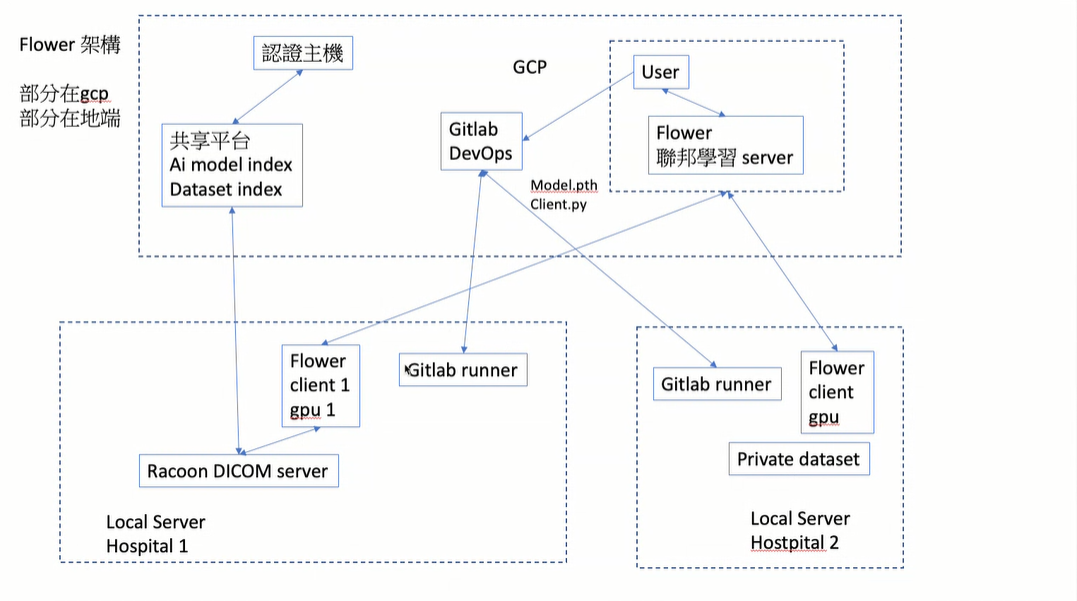 Flower 架構
部分在gcp
部分在地端
認證主機
GCP
User
共享平台
Ai model index
Dataset index
Gitlab
DevOps
Flower
聯邦學習 server
Model.pth
Client.py
Flower
client 1
gpu 1
Gitlab runner
Racoon DICOM server
Local Server
Hospital 1
Gitlab runner
Flower
client
gpu
Private dataset
Local Server
Hostpital 2